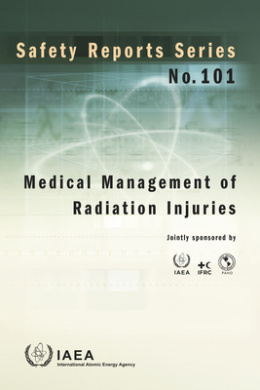 Safety Reports Series
No. 101
Medical Management of
Radiation Injuries
Jointly sponsored by
IAEA
IFRC
PAHO
IAEA
International Atomic Energy Agency